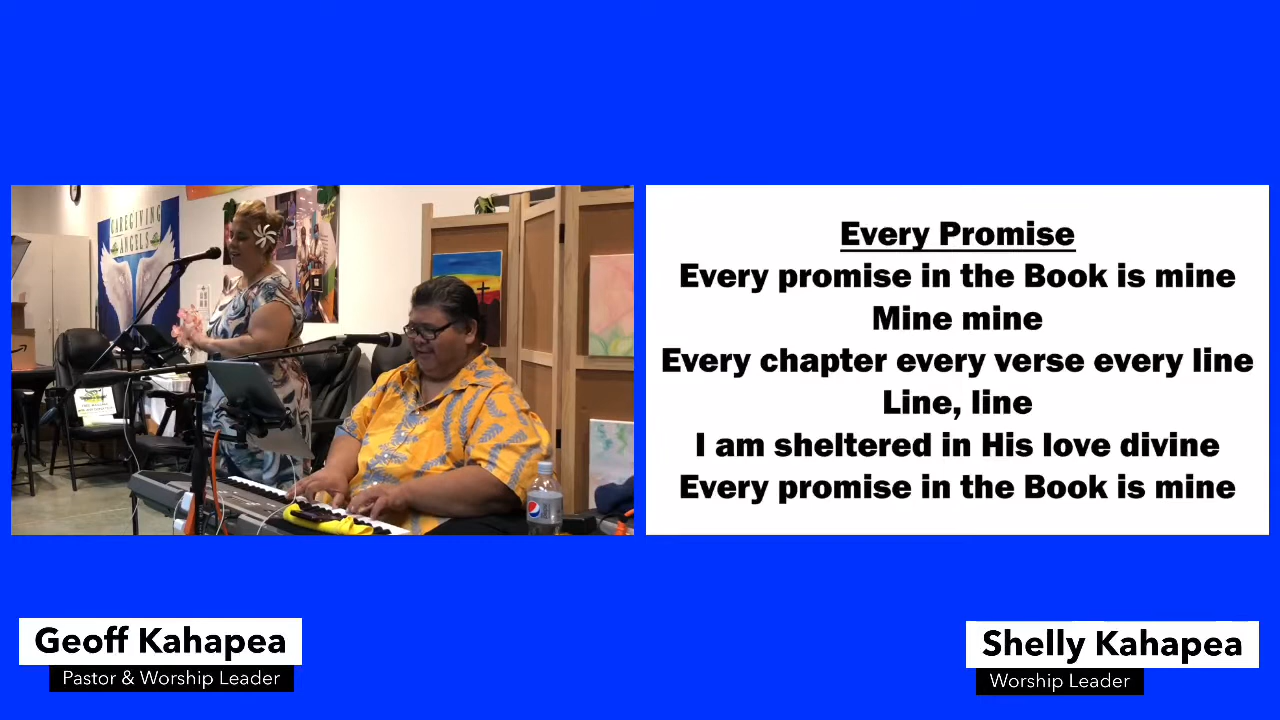 CAREGIVING
ANGELS
Every Promise
Every promise in the Book is mine
Mine mine
Every chapter every verse every line
Line, line
I am sheltered in His love divine
Every promise in the Book is mine
Geoff Kahapea
Pastor & Worship Leader
Shelly Kahapea
Worship Leader